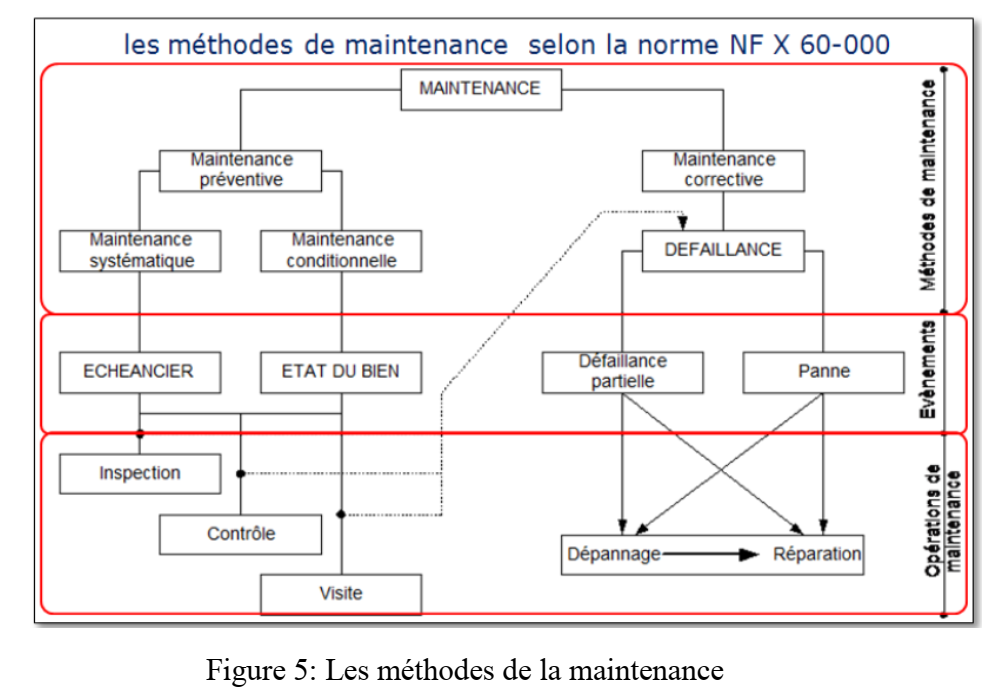 les méthodes de maintenance selon la norme NF X 60-000
MAINTENANCE
Maintenance
préventive
Maintenance
corrective
Maintenance
systématique
Maintenance
conditionnelle
DEFAILLANCE
Méthodes de maintenance
ECHEANCIER
ETAT DU BIEN
Défaillance
partielle
Panne
Evènements
Inspection
Contrôle
Visite
Dépannage
Réparation
Opérations de
maintenance
Figure 5: Les méthodes de la maintenance